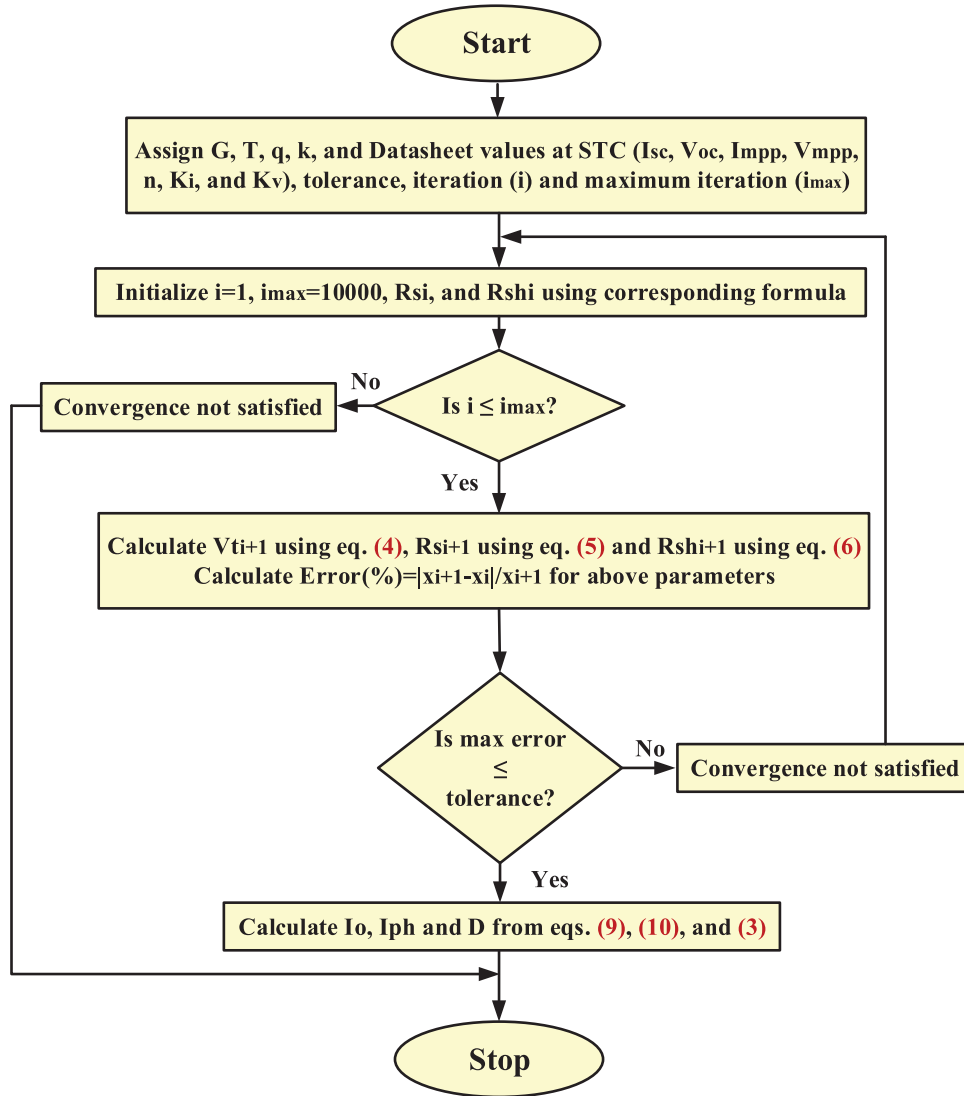 Start
Assign G, T, q, k, and Datasheet values at STC (Isc, Voc, Impp, Vmpp,
n, Ki, and Kv), tolerance, iteration (i) and maximum iteration (imax)
Initialize i=1, imax=10000, Rsi, and Rshi using corresponding formula
No
Convergence not satisfied
Is i ≤ imax?
Yes
Calculate Vti+1 using eq. (4), Rsi+1 using eq. (5) and Rshi+1 using eq. (6)
Calculate Error(%)=|xi+1-xi|/xi+1 for above parameters
Is max error
≤
tolerance?
No
Convergence not satisfied
Yes
Calculate Io, Iph and D from eqs. (9), (10), and (3)
Stop